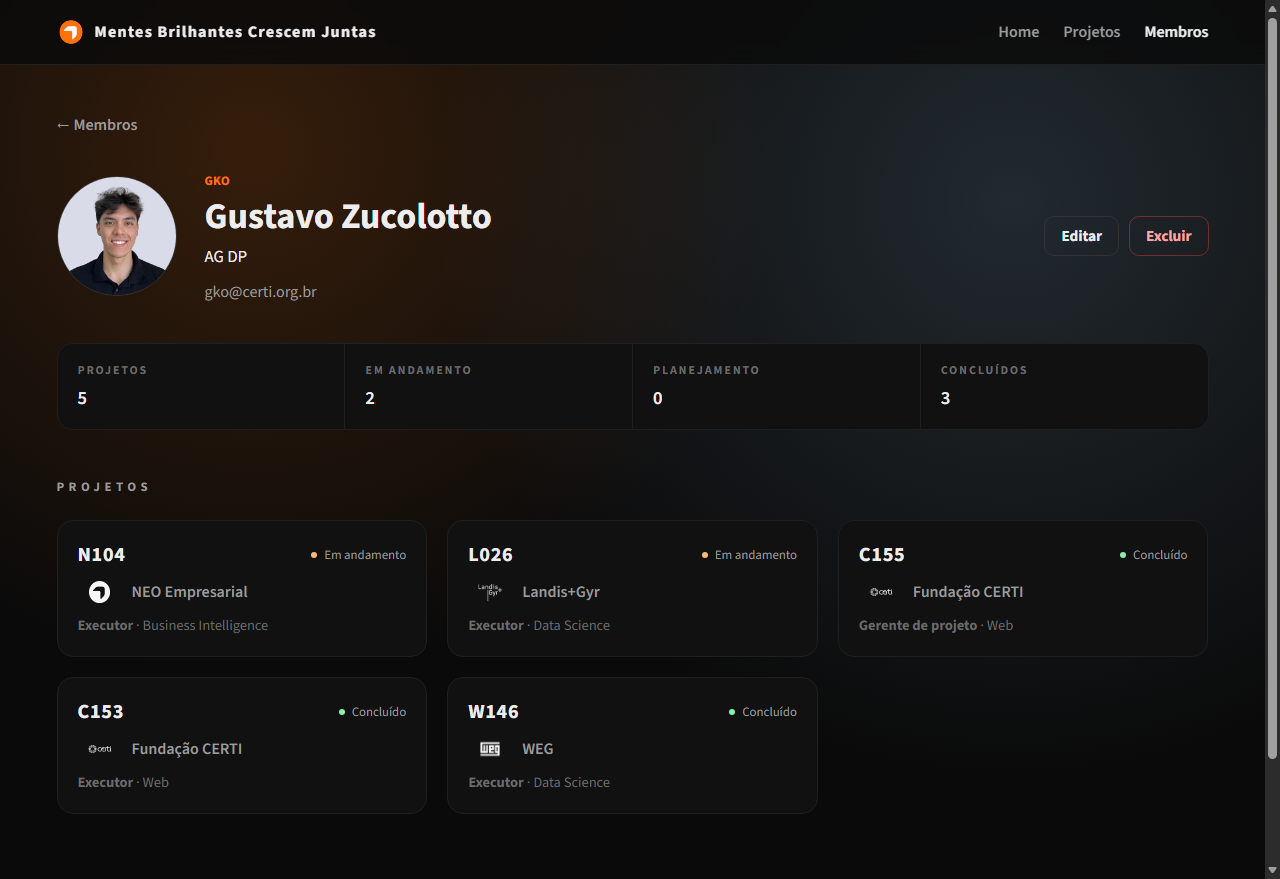 Mentes Brilhantes Crescem Juntas
Home Projetos Membros
← Membros
GKO
Gustavo Zucolotto
AG DP
gko@certi.org.br
Editar Excluir
PROJETOS EM ANDAMENTO PLANEJAMENTO CONCLUÍDOS
5 2 0 3
PROJETOS
N104 Em andamento
NEO Empresarial
Executor · Business Intelligence
L026 Em andamento
Landis+
Gyr
Landis+Gyr
Executor · Data Science
C155 Concluído
certi Fundação CERTI
Gerente de projeto · Web
C153 Concluído
certi Fundação CERTI
Executor · Web
W146 Concluído
weg WEG
Executor · Data Science